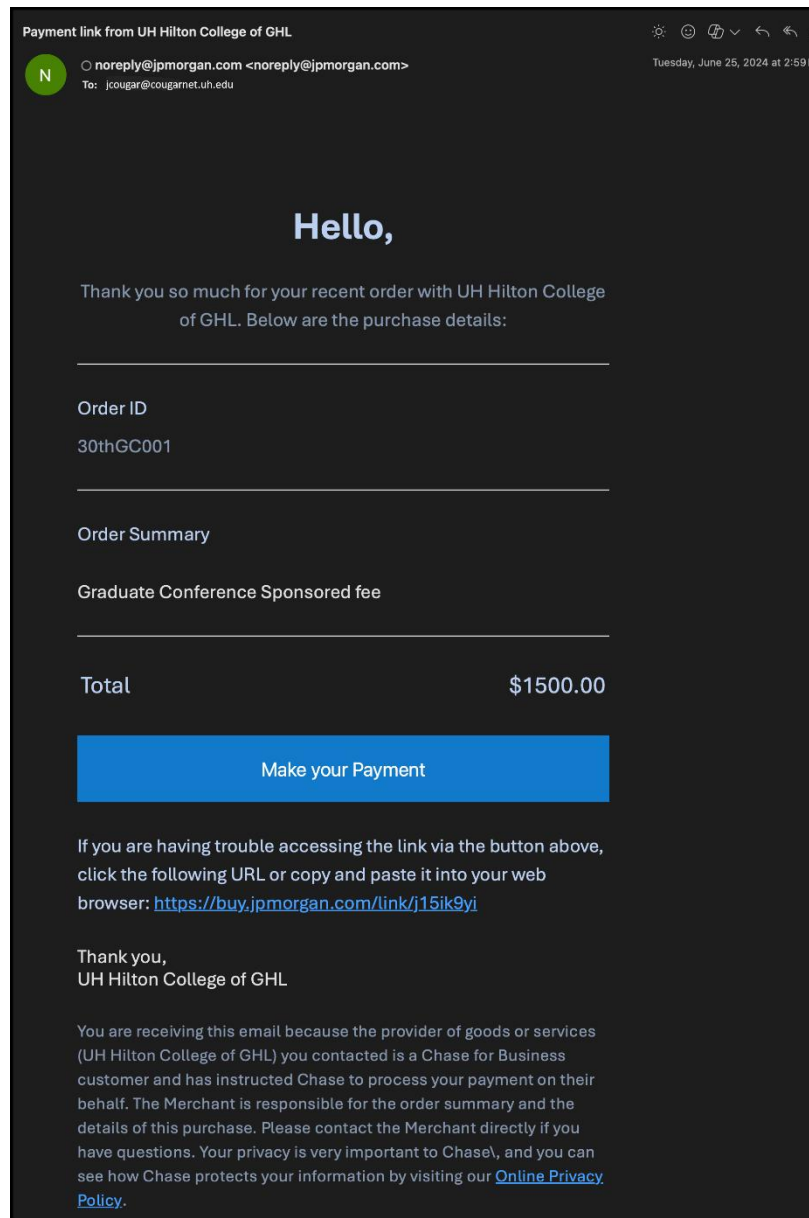 Payment link from UH Hilton College of GHL
N
noreply@jpmorgan.com <noreply@jpmorgan.com>
Tuesday, June 25, 2024 at 2:59
To: jcougar@cougarnet.uh.edu
Hello,
Thank you so much for your recent order with UH Hilton College
of GHL. Below are the purchase details:
Order ID
30thGC001
Order Summary
Graduate Conference Sponsored fee
Total $1500.00
Make your Payment
If you are having trouble accessing the link via the button above,
click the following URL or copy and paste it into your web
browser: https://buy.jpmorgan.com/link/j15ik9yi
Thank you,
UH Hilton College of GHL
You are receiving this email because the provider of goods or services
(UH Hilton College of GHL) you contacted is a Chase for Business
customer and has instructed Chase to process your payment on their
behalf. The Merchant is responsible for the order summary and the
details of this purchase. Please contact the Merchant directly if you
have questions. Your privacy is very important to Chase\, and you can
see how Chase protects your information by visiting our Online Privacy
Policy.